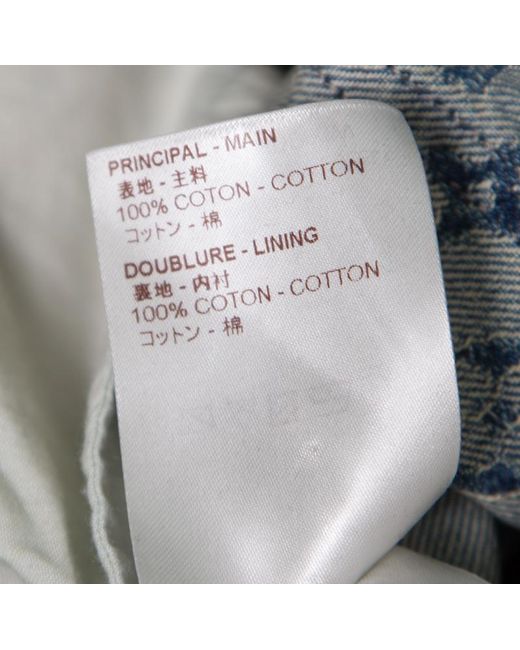 PRINCIPAL - MAIN
表地 - 主料
100% COTON - COTTON
コットン - 棉
DOUBLURE - LINING
裏地 - 内衬
100% COTON - COTTON
コットン - 棉